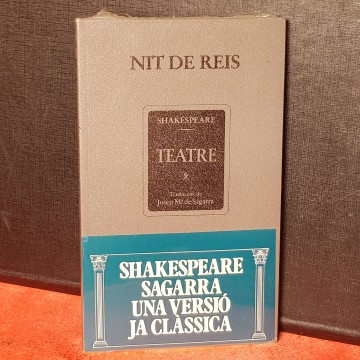 NIT DE REIS
SHAKESPEARE
TEATRE
X
Traducció de
Josep Mª de Sagarra
SHAKESPEARE
SAGARRA
UNA VERSIÓ
JA CLÀSSICA